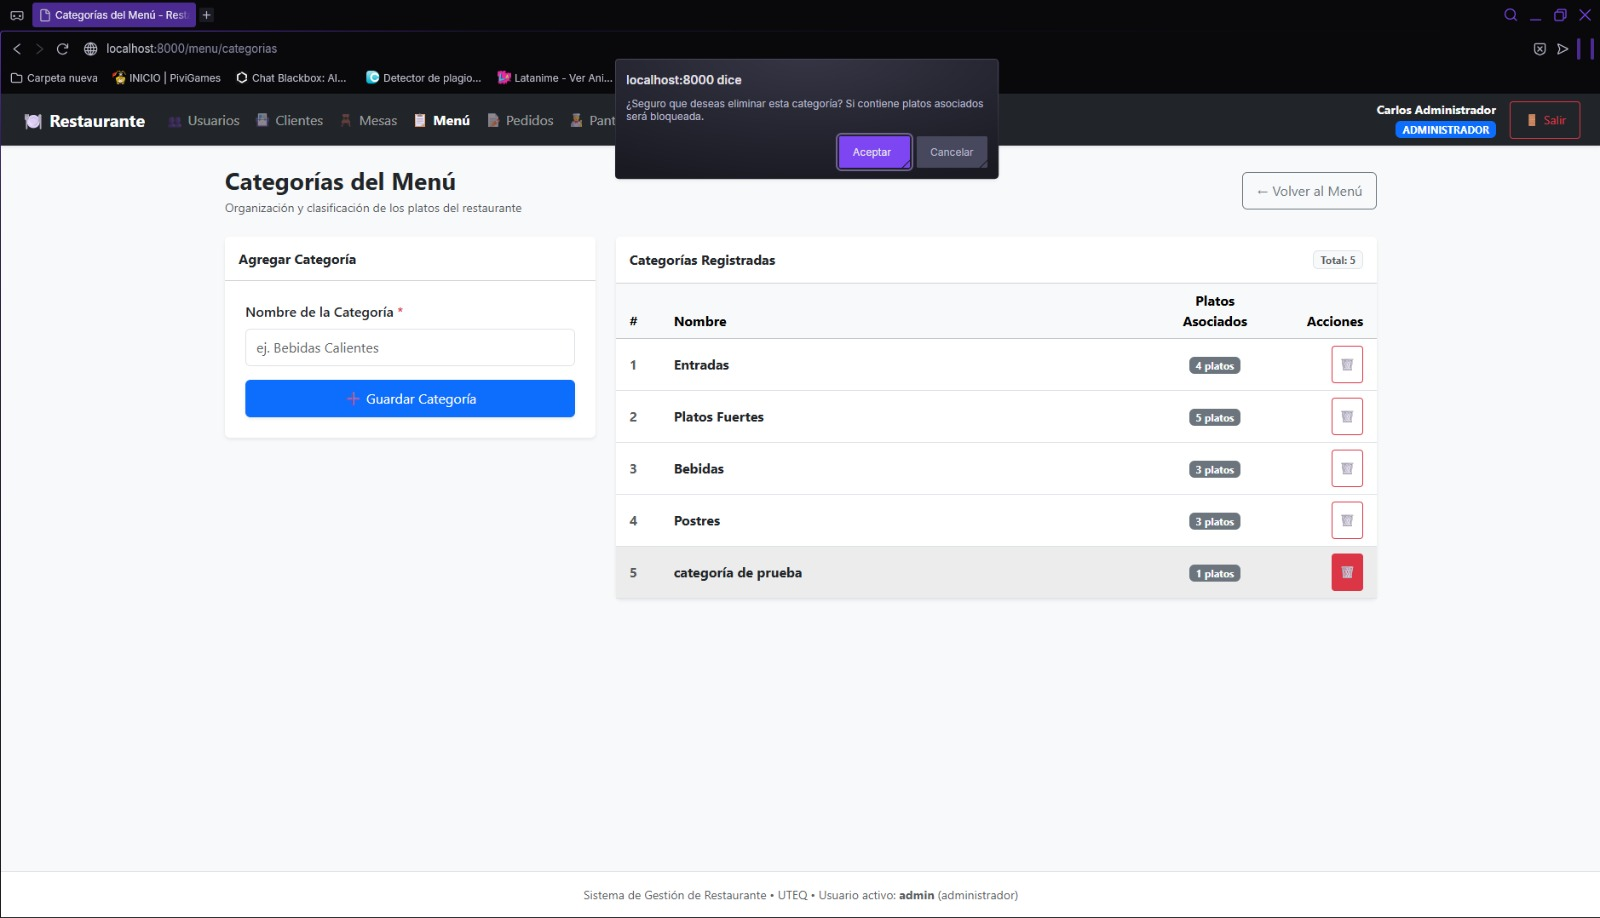 Categorías del Menú - Rest
localhost:8000/menu/categorias
Carpeta nueva
INICIO | PiviGames
Chat Blackbox: AI...
Detector de plagio...
Latanime - Ver Ani...
localhost:8000 dice
¿Seguro que deseas eliminar esta categoría? Si contiene platos asociados
será bloqueada.
Aceptar
Cancelar
Restaurante
Usuarios
Clientes
Mesas
Menú
Pedidos
Pant
Carlos Administrador
ADMINISTRADOR
Salir
Categorías del Menú
Organización y clasificación de los platos del restaurante
← Volver al Menú
Agregar Categoría
Nombre de la Categoría *
ej. Bebidas Calientes
Guardar Categoría
Categorías Registradas
Total: 5
# Nombre Platos Asociados Acciones
1 Entradas 4 platos
2 Platos Fuertes 5 platos
3 Bebidas 3 platos
4 Postres 3 platos
5 categoría de prueba 1 platos
Sistema de Gestión de Restaurante • UTEQ • Usuario activo: admin (administrador)